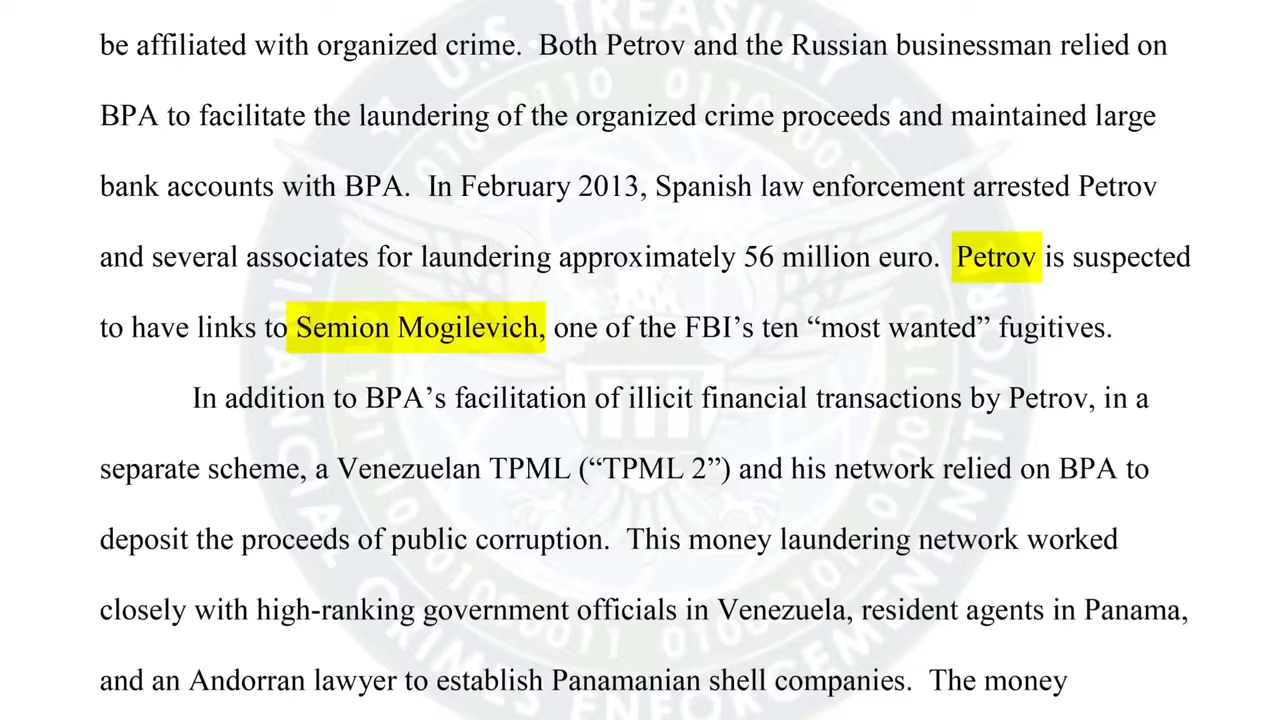 be affiliated with organized crime.  Both Petrov and the Russian businessman relied on
BPA to facilitate the laundering of the organized crime proceeds and maintained large
bank accounts with BPA.  In February 2013, Spanish law enforcement arrested Petrov
and several associates for laundering approximately 56 million euro.  Petrov is suspected
to have links to Semion Mogilevich, one of the FBI’s ten “most wanted” fugitives.
In addition to BPA’s facilitation of illicit financial transactions by Petrov, in a
separate scheme, a Venezuelan TPML (“TPML 2”) and his network relied on BPA to
deposit the proceeds of public corruption.  This money laundering network worked
closely with high-ranking government officials in Venezuela, resident agents in Panama,
and an Andorran lawyer to establish Panamanian shell companies.  The money
U.S. TREASURY
FINANCIAL CRIMES ENFORCEMENT NETWORK